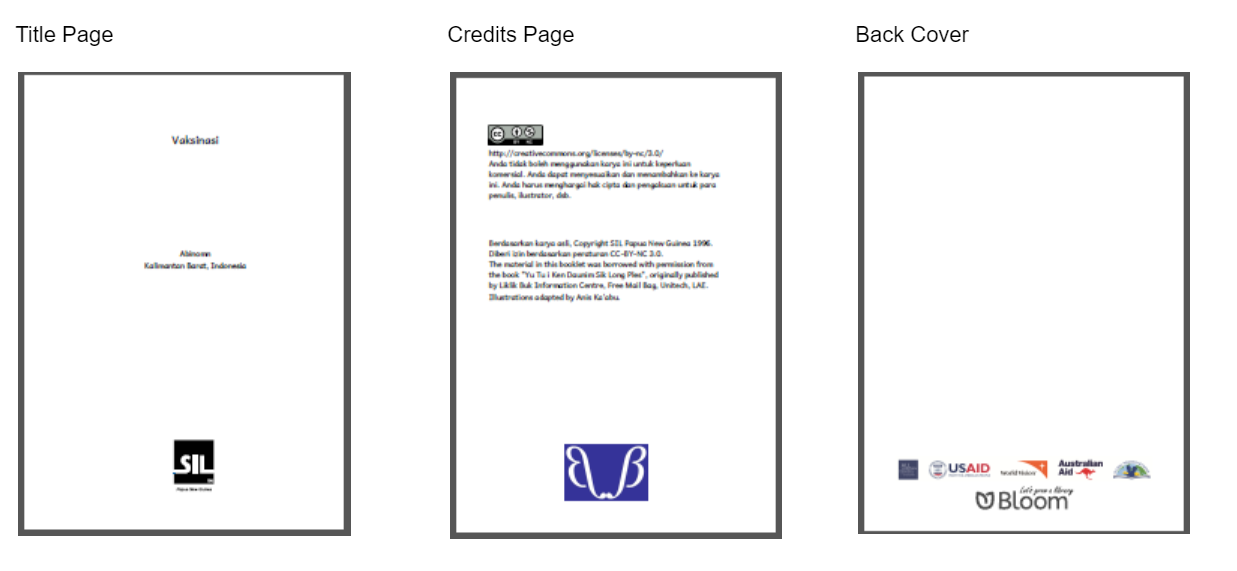 Title Page
Credits Page
Back Cover
Vaksinasi
Abinomn
Kalimantan Barat, Indonesia
SIL
Papua New Guinea
cc
BY NC
http://creativecommons.org/licenses/by-nc/3.0/
Anda tidak boleh menggunakan karya ini untuk keperluan
komersial. Anda dapat menyesuaikan dan menambahkan ke karya
ini. Anda harus menghargai hak cipta dan pengakuan untuk para
penulis, ilustrator, dsb.
Berdasarkan karya asli, Copyright SIL Papua New Guinea 1996.
Diberi izin berdasarkan peraturan CC-BY-NC 3.0.
The material in this booklet was borrowed with permission from
the book "Yu Tu i Ken Daunim Sik Long Ples", originally published
by Liklik Buk Information Centre, Free Mail Bag, Unitech, LAE.
Illustrations adapted by Anis Ka'abu.
USAID
World Vision
Australian
Aid
Let's grow a library
Bloom